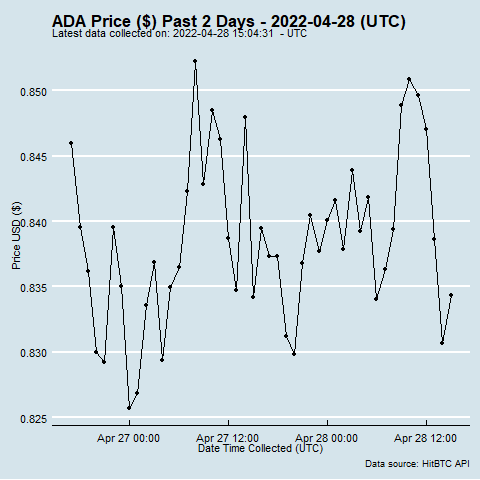 ADA Price ($) Past 2 Days - 2022-04-28 (UTC)
Latest data collected on: 2022-04-28 15:04:31  - UTC
0.850
0.845
0.840
0.835
0.830
0.825
Price USD ($)
Apr 27 00:00
Apr 27 12:00
Apr 28 00:00
Apr 28 12:00
Date Time Collected (UTC)
Data source: HitBTC API